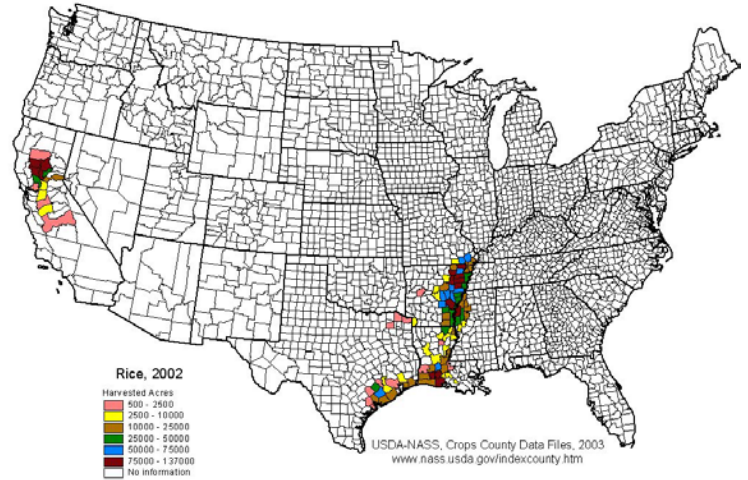 Rice, 2002
Harvested Acres
500 - 2500
2500 - 10000
10000 - 25000
25000 - 50000
50000 - 75000
75000 - 137000
No information
USDA-NASS, Crops County Data Files, 2003
www.nass.usda.gov/indexcounty.htm